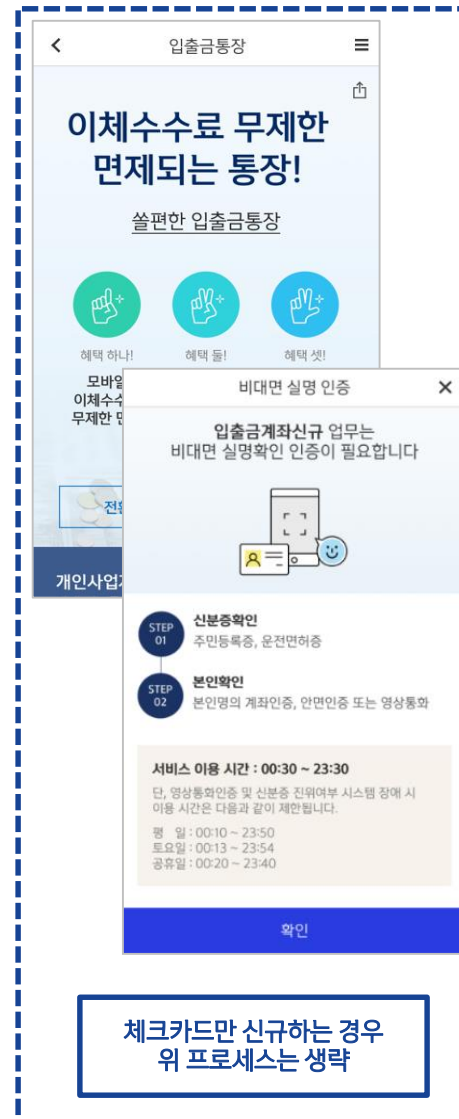 입출금통장
이체수수료 무제한
면제되는 통장!
쏠편한 입출금통장
혜택 하나!
혜택 둘!
혜택 셋!
모바일
이체수수
무제한 면
전환
개인사업자
비대면 실명 인증
입출금계좌신규 업무는
비대면 실명확인 인증이 필요합니다
STEP
01
신분증확인
주민등록증, 운전면허증
STEP
02
본인확인
본인명의 계좌인증, 안면인증 또는 영상통화
서비스 이용 시간 : 00:30 ~ 23:30
단, 영상통화인증 및 신분증 진위여부 시스템 장애 시
이용 시간은 다음과 같이 제한됩니다.
평 일 : 00:10 ~ 23:50
토요일 : 00:13 ~ 23:54
공휴일 : 00:20 ~ 23:40
확인
체크카드만 신규하는 경우
위 프로세스는 생략